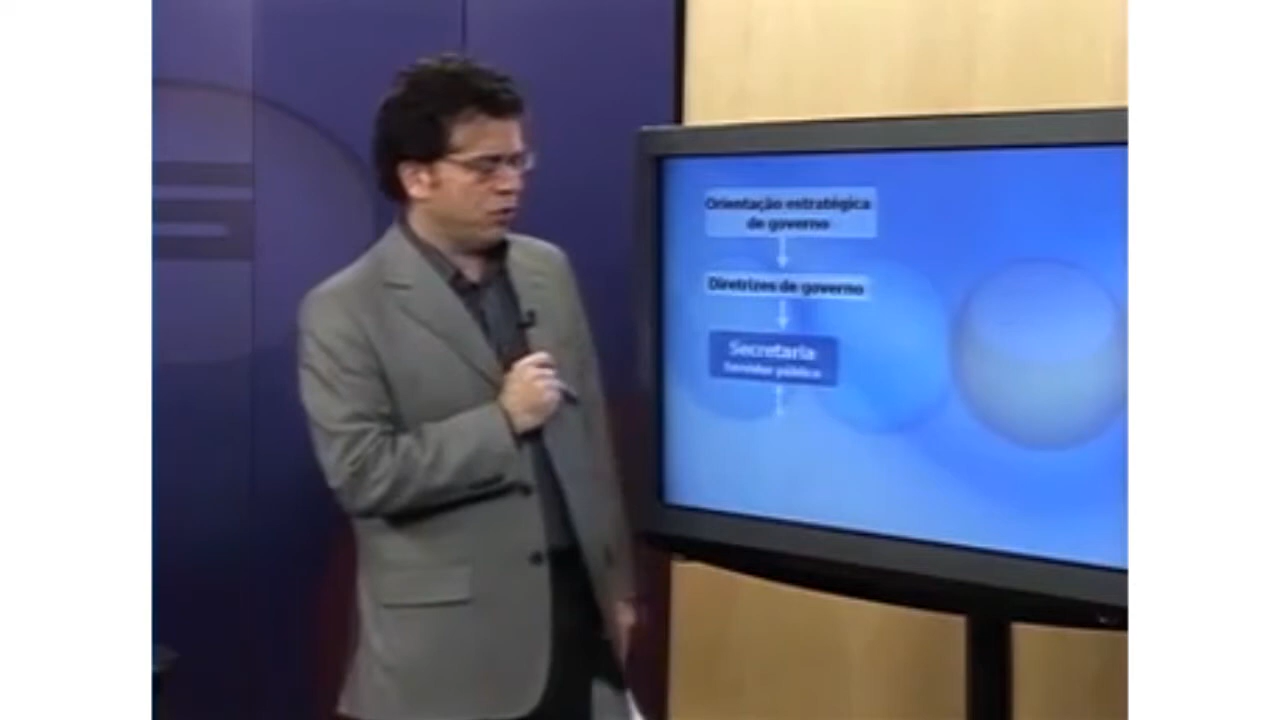 Orientação estratégica
de governo
Diretrizes de governo
Secretaria
Servidor público